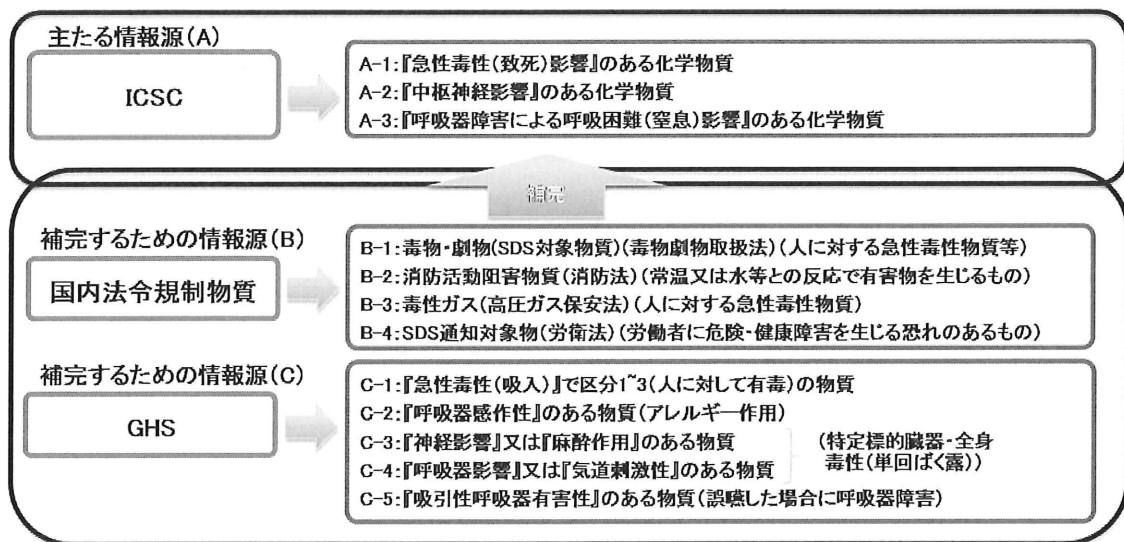 主たる情報源(A)
ICSC
A-1:『急性毒性(致死)影響』のある化学物質
A-2:『中枢神経影響』のある化学物質
A-3:『呼吸器障害による呼吸困難(窒息)影響』のある化学物質
補完
補完するための情報源(B)
国内法令規制物質
B-1:毒物・劇物(SDS対象物質)(毒物劇物取扱法)(人に対する急性毒性物質等)
B-2:消防活動阻害物質(消防法)(常温又は水等との反応で有害物を生じるもの)
B-3:毒性ガス(高圧ガス保安法)(人に対する急性毒性物質)
B-4:SDS通知対象物(労衛法)(労働者に危険・健康障害を生じる恐れのあるもの)
補完するための情報源(C)
GHS
C-1:『急性毒性(吸入)』で区分1~3(人に対して有毒)の物質
C-2:『呼吸器感作性』のある物質(アレルギー作用)
C-3:『神経影響』又は『麻酔作用』のある物質
C-4:『呼吸器影響』又は『気道刺激性』のある物質
(特定標的臓器・全身
毒性(単回ばく露))
C-5:『吸引性呼吸器有害性』のある物質(誤嚥した場合に呼吸器障害)